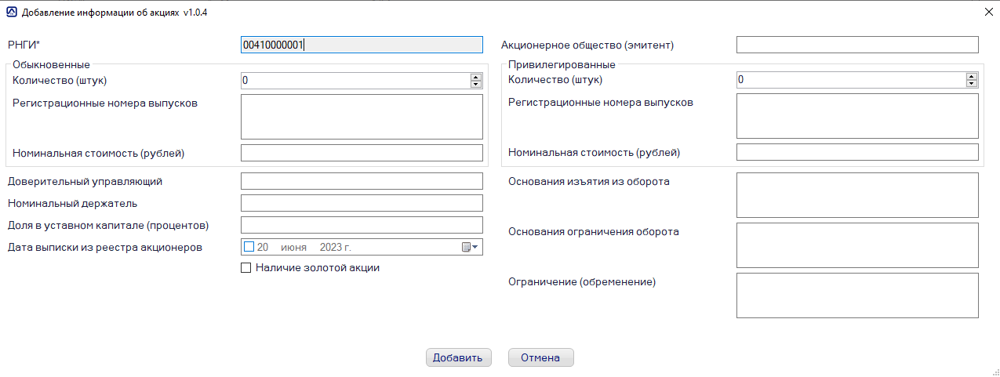 Добавление информации об акциях v1.0.4
РНГИ* 00410000001
Акционерное общество (эмитент)
Обыкновенные
Количество (штук) 0
Регистрационные номера выпусков
Номинальная стоимость (рублей)
Привилегированные
Количество (штук) 0
Регистрационные номера выпусков
Номинальная стоимость (рублей)
Доверительный управляющий
Номинальный держатель
Доля в уставном капитале (процентов)
Дата выписки из реестра акционеров 20 июня 2023 г.
Наличие золотой акции
Основания изъятия из оборота
Основания ограничения оборота
Ограничение (обременение)
Добавить
Отмена